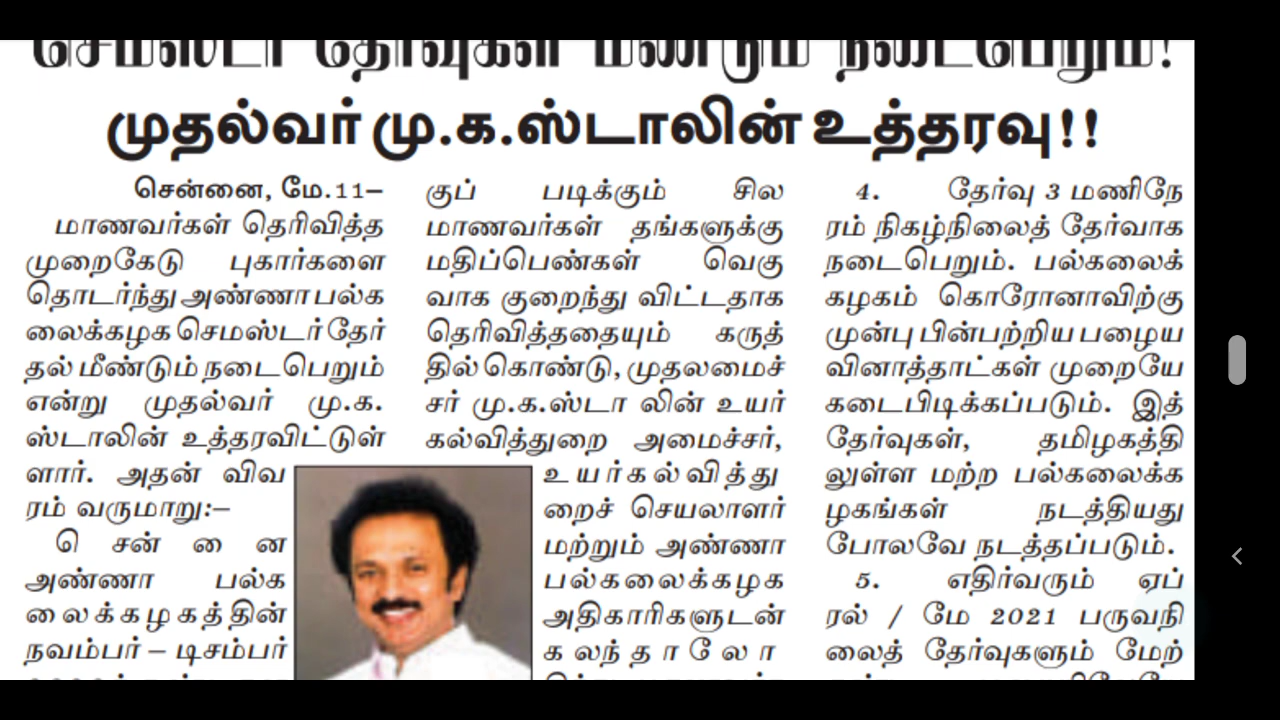 செமஸ்டர் தேர்வுகள் மீண்டும் நடைபெறும்!
முதல்வர் மு.க.ஸ்டாலின் உத்தரவு!!
சென்னை, மே.11–
மாணவர்கள் தெரிவித்த
முறைகேடு புகார்களை
தொடர்ந்து அண்ணா பல்க
லைக்கழக செமஸ்டர் தேர்
தல் மீண்டும் நடைபெறும்
என்று முதல்வர் மு.க.
ஸ்டாலின் உத்தரவிட்டுள்
ளார். அதன் விவ
ரம் வருமாறு:–
சென்னை
அண்ணா பல்க
லைக்கழகத்தின்
நவம்பர் – டிசம்பர்
குப் படிக்கும் சில
மாணவர்கள் தங்களுக்கு
மதிப்பெண்கள் வெகு
வாக குறைந்து விட்டதாக
தெரிவித்ததையும் கருத்
தில் கொண்டு, முதலமைச்
சர் மு.க.ஸ்டா லின் உயர்
கல்வித்துறை அமைச்சர்,
உயர்கல்வித்து
றைச் செயலாளர்
மற்றும் அண்ணா
பல்கலைக்கழக
அதிகாரிகளுடன்
கலந்தாலோ
4. தேர்வு 3 மணிநே
ரம் நிகழ்நிலைத் தேர்வாக
நடைபெறும். பல்கலைக்
கழகம் கொரோனாவிற்கு
முன்பு பின்பற்றிய பழைய
வினாத்தாட்கள் முறையே
கடைபிடிக்கப்படும். இத்
தேர்வுகள், தமிழகத்தி
லுள்ள மற்ற பல்கலைக்க
ழகங்கள் நடத்தியது
போலவே நடத்தப்படும்.
5. எதிர்வரும் ஏப்
ரல் / மே 2021 பருவநி
லைத் தேர்வுகளும் மேற்